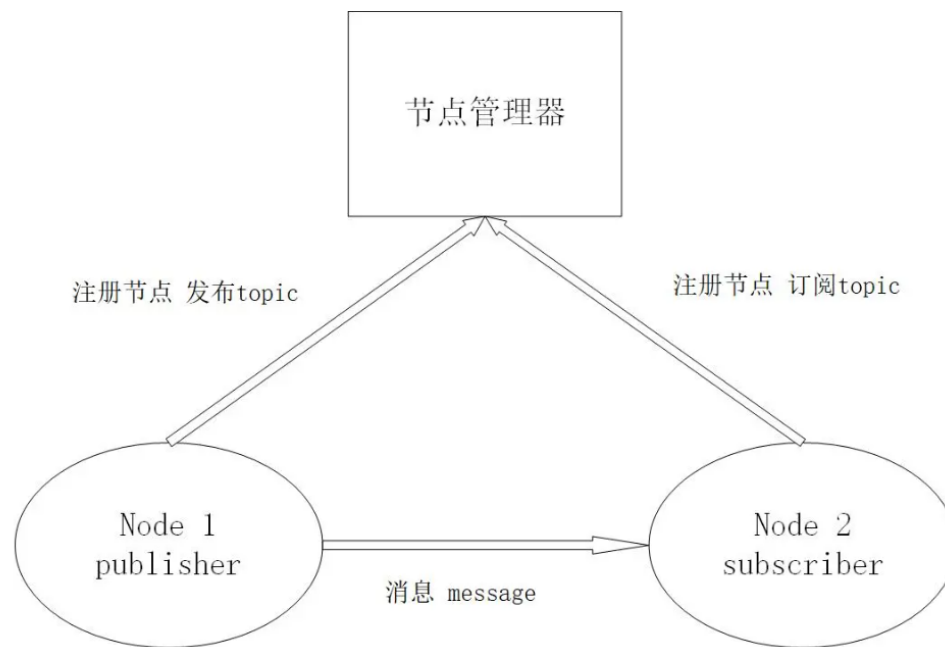 节点管理器
注册节点 发布topic
注册节点 订阅topic
Node 1
publisher
Node 2
subscriber
消息 message